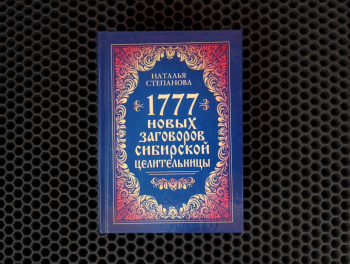 НАТАЛЬЯ
СТЕПАНОВА
1777
НОВЫХ
ЗАГОВОРОВ
СИБИРСКОЙ
ЦЕЛИТЕЛЬНИЦЫ